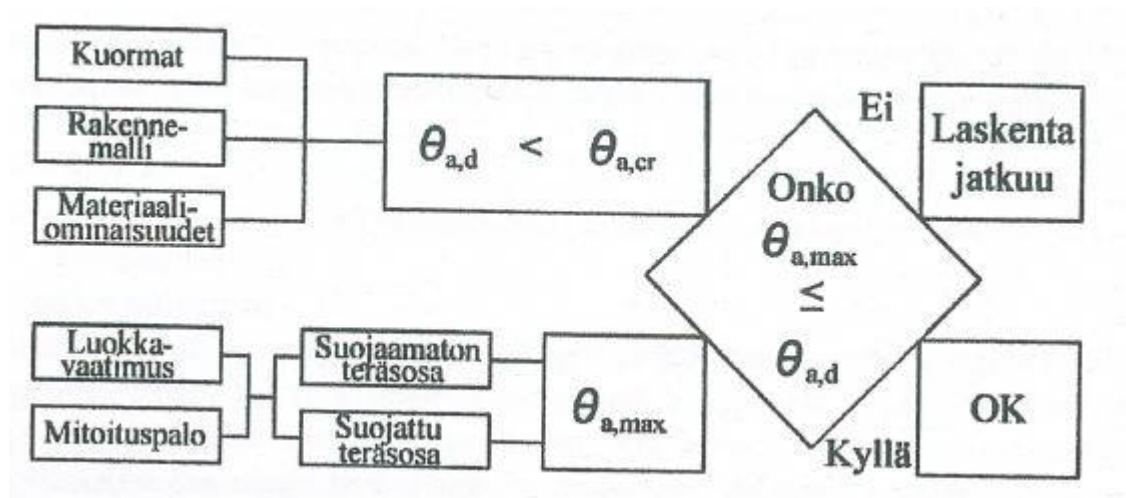 Kuormat
Rakenne-
malli
Materiaali-
ominaisuudet
θa,d < θa,cr
Ei
Laskenta
jatkuu
Onko
θa,max
≤
θa,d
Luokka-
vaatimus
Mitoituspalo
Suojaamaton
teräsosa
Suojattu
teräsosa
θa,max
Kyllä
OK